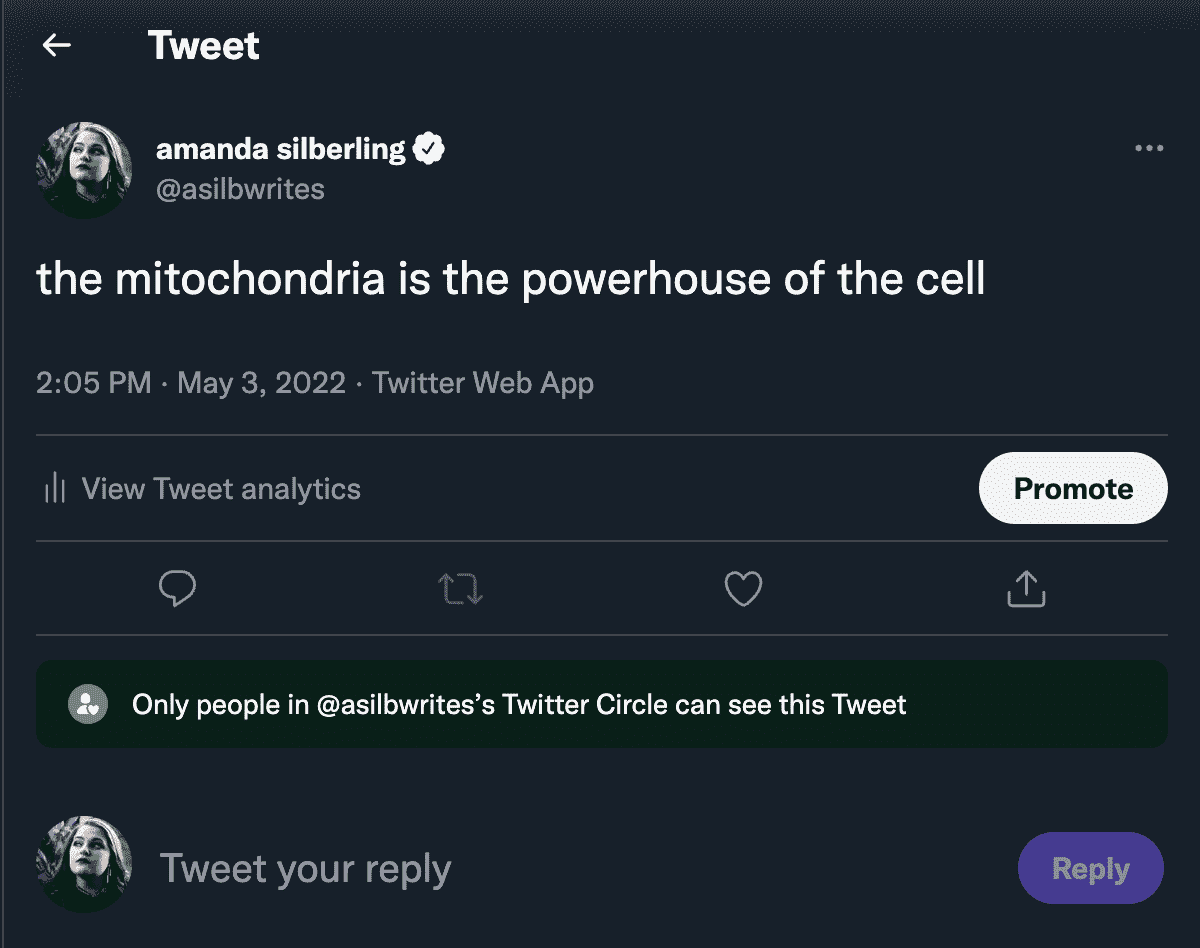 Tweet
amanda silberling
@asilbwrites
the mitochondria is the powerhouse of the cell
2:05 PM · May 3, 2022 · Twitter Web App
View Tweet analytics
Promote
Only people in @asilbwrites’s Twitter Circle can see this Tweet
Tweet your reply
Reply